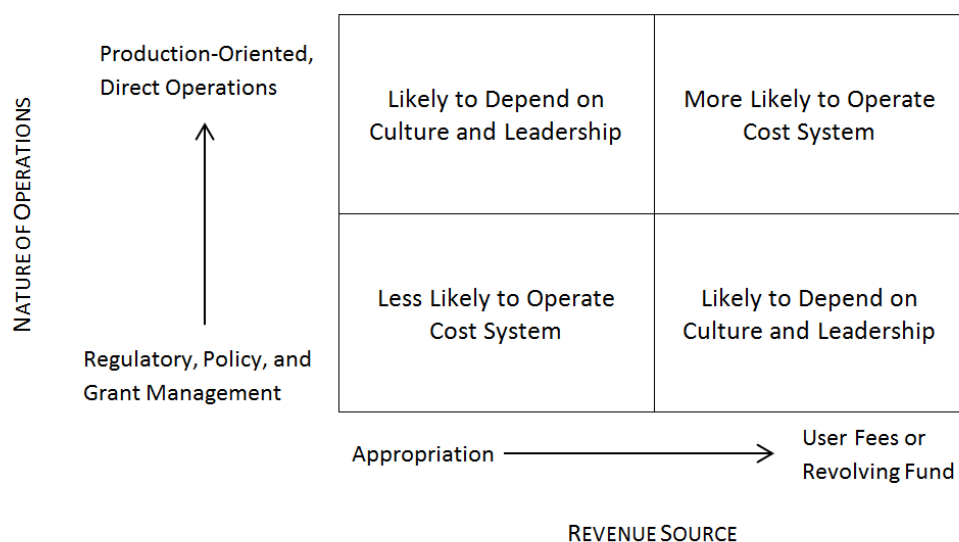 Production-Oriented,
Direct Operations
Likely to Depend on
Culture and Leadership
More Likely to Operate
Cost System
NATURE OF OPERATIONS
Less Likely to Operate
Cost System
Likely to Depend on
Culture and Leadership
Regulatory, Policy, and
Grant Management
Appropriation
User Fees or
Revolving Fund
REVENUE SOURCE